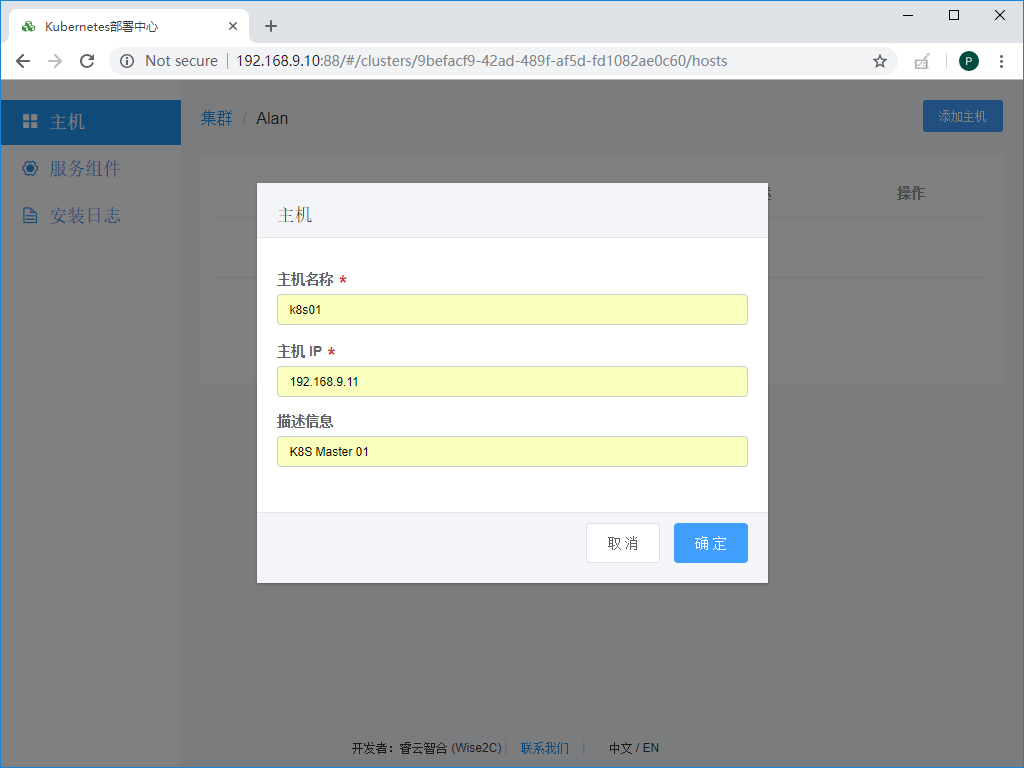 Kubernetes部署中心
Not secure 192.168.9.10:88/#/clusters/9befacf9-42ad-489f-af5d-fd1082ae0c60/hosts
P
主机
服务组件
安装日志
集群 / Alan
添加主机
操作
主机
主机名称 *
k8s01
主机 IP *
192.168.9.11
描述信息
K8S Master 01
取 消
确 定
开发者：睿云智合 (Wise2C) | 联系我们 | 中文 / EN